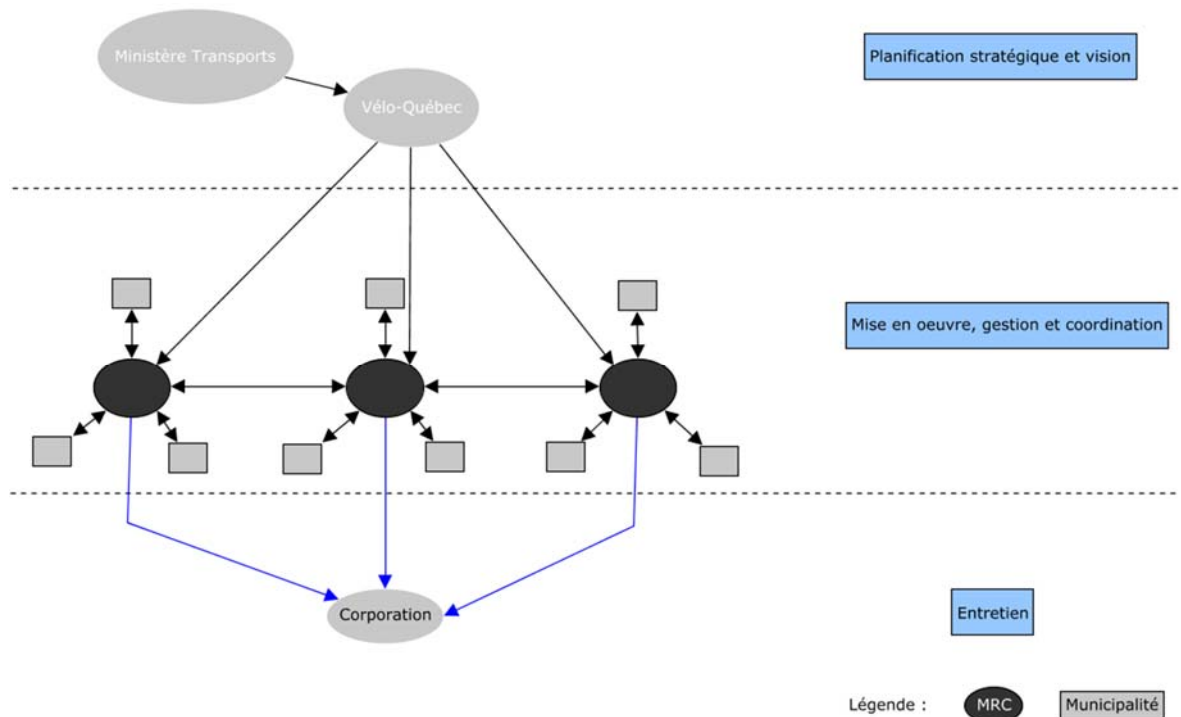 Ministère Transports
Planification stratégique et vision
Vélo-Québec
Mise en oeuvre, gestion et coordination
Corporation
Entretien
Légende :
MRC
Municipalité